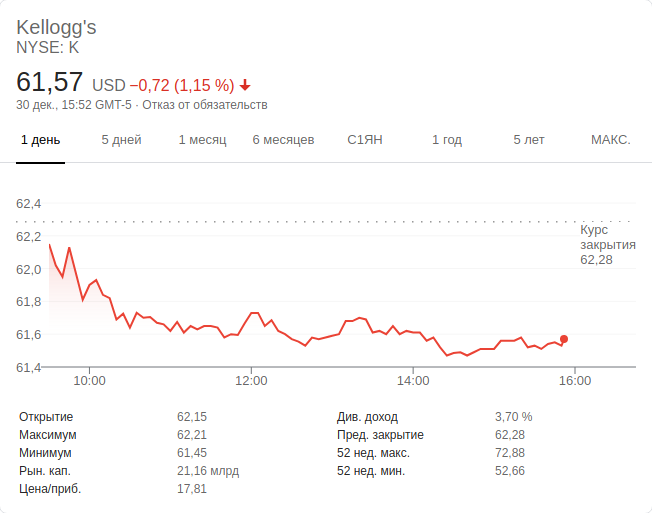 Kellogg's
NYSE: K
61,57 USD −0,72 (1,15 %)
30 дек., 15:52 GMT-5 · Отказ от обязательств
1 день 5 дней 1 месяц 6 месяцев С1ЯН 1 год 5 лет МАКС.
62,4
62,2
62,0
61,8
61,6
61,4
Курс
закрытия
62,28
10:00 12:00 14:00 16:00
Открытие 62,15 Див. доход 3,70 %
Максимум 62,21 Пред. закрытие 62,28
Минимум 61,45 52 нед. макс. 72,88
Рын. кап. 21,16 млрд 52 нед. мин. 52,66
Цена/приб. 17,81